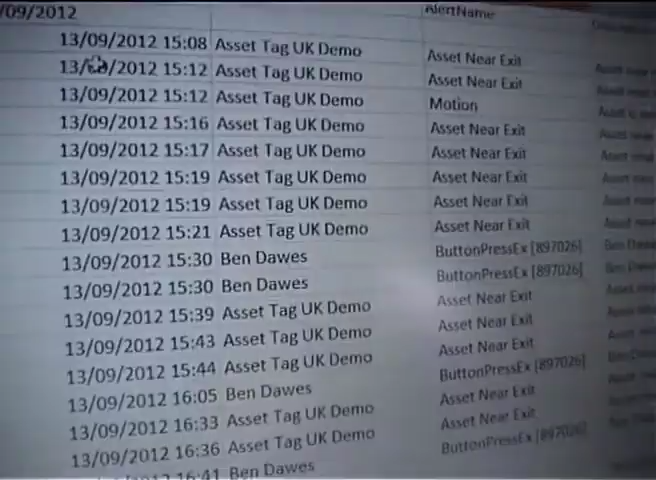 /09/2012 AlertName
13/09/2012 15:08 Asset Tag UK Demo Asset Near Exit
13/09/2012 15:12 Asset Tag UK Demo Asset Near Exit
13/09/2012 15:12 Asset Tag UK Demo Motion
13/09/2012 15:16 Asset Tag UK Demo Asset Near Exit
13/09/2012 15:17 Asset Tag UK Demo Asset Near Exit
13/09/2012 15:19 Asset Tag UK Demo Asset Near Exit
13/09/2012 15:19 Asset Tag UK Demo Asset Near Exit
13/09/2012 15:21 Asset Tag UK Demo Asset Near Exit
13/09/2012 15:30 Ben Dawes ButtonPressEx [897026]
13/09/2012 15:30 Ben Dawes ButtonPressEx [897026]
13/09/2012 15:39 Asset Tag UK Demo Asset Near Exit
13/09/2012 15:43 Asset Tag UK Demo Asset Near Exit
13/09/2012 15:44 Asset Tag UK Demo Asset Near Exit
13/09/2012 16:05 Ben Dawes ButtonPressEx [897026]
13/09/2012 16:33 Asset Tag UK Demo Asset Near Exit
13/09/2012 16:36 Asset Tag UK Demo Asset Near Exit
/2012 16:41 Ben Dawes ButtonPressEx [897026]